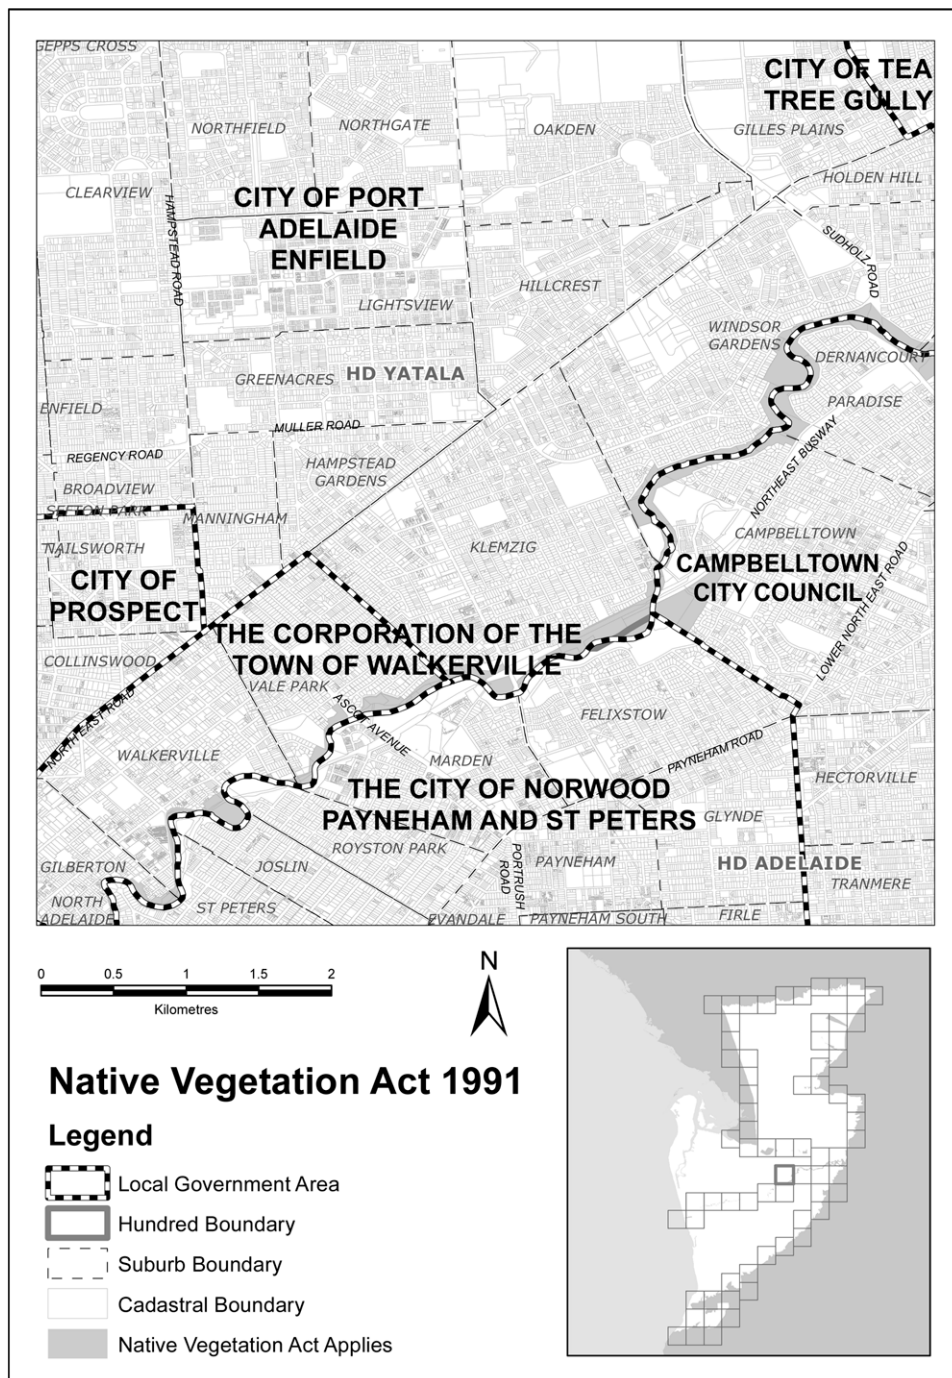 GEPPS CROSS
CITY OF TEA
TREE GULLY
NORTHFIELD
NORTHGATE
OAKDEN
GILLES PLAINS
CLEARVIEW
HOLDEN HILL
CITY OF PORT
ADELAIDE
ENFIELD
HAMPSTEAD ROAD
SUDHOLZ ROAD
HILLCREST
LIGHTSVIEW
WINDSOR
GARDENS
DERNANCOURT
GREENACRES
HD YATALA
PARADISE
ENFIELD
MULLER ROAD
REGENCY ROAD
HAMPSTEAD
GARDENS
NORTHEAST BUSWAY
BROADVIEW
SEFTON PARK
MANNINGHAM
CAMPBELLTOWN
NAILSWORTH
KLEMZIG
CAMPBELLTOWN
CITY COUNCIL
CITY OF
PROSPECT
LOWER NORTH EAST ROAD
THE CORPORATION OF THE
TOWN OF WALKERVILLE
COLLINSWOOD
VALE PARK
NORTH EAST ROAD
ASCOT AVENUE
FELIXSTOW
WALKERVILLE
MARDEN
PAYNEHAM ROAD
HECTORVILLE
THE CITY OF NORWOOD
PAYNEHAM AND ST PETERS
GLYNDE
ROYSTON PARK
GILBERTON
JOSLIN
PORTRUSH
ROAD
PAYNEHAM
HD ADELAIDE
TRANMERE
NORTH
ADELAIDE
ST PETERS
EVANDALE
PAYNEHAM SOUTH
FIRLE
0 0.5 1 1.5 2
Kilometres
N
Native Vegetation Act 1991
Legend
Local Government Area
Hundred Boundary
Suburb Boundary
Cadastral Boundary
Native Vegetation Act Applies